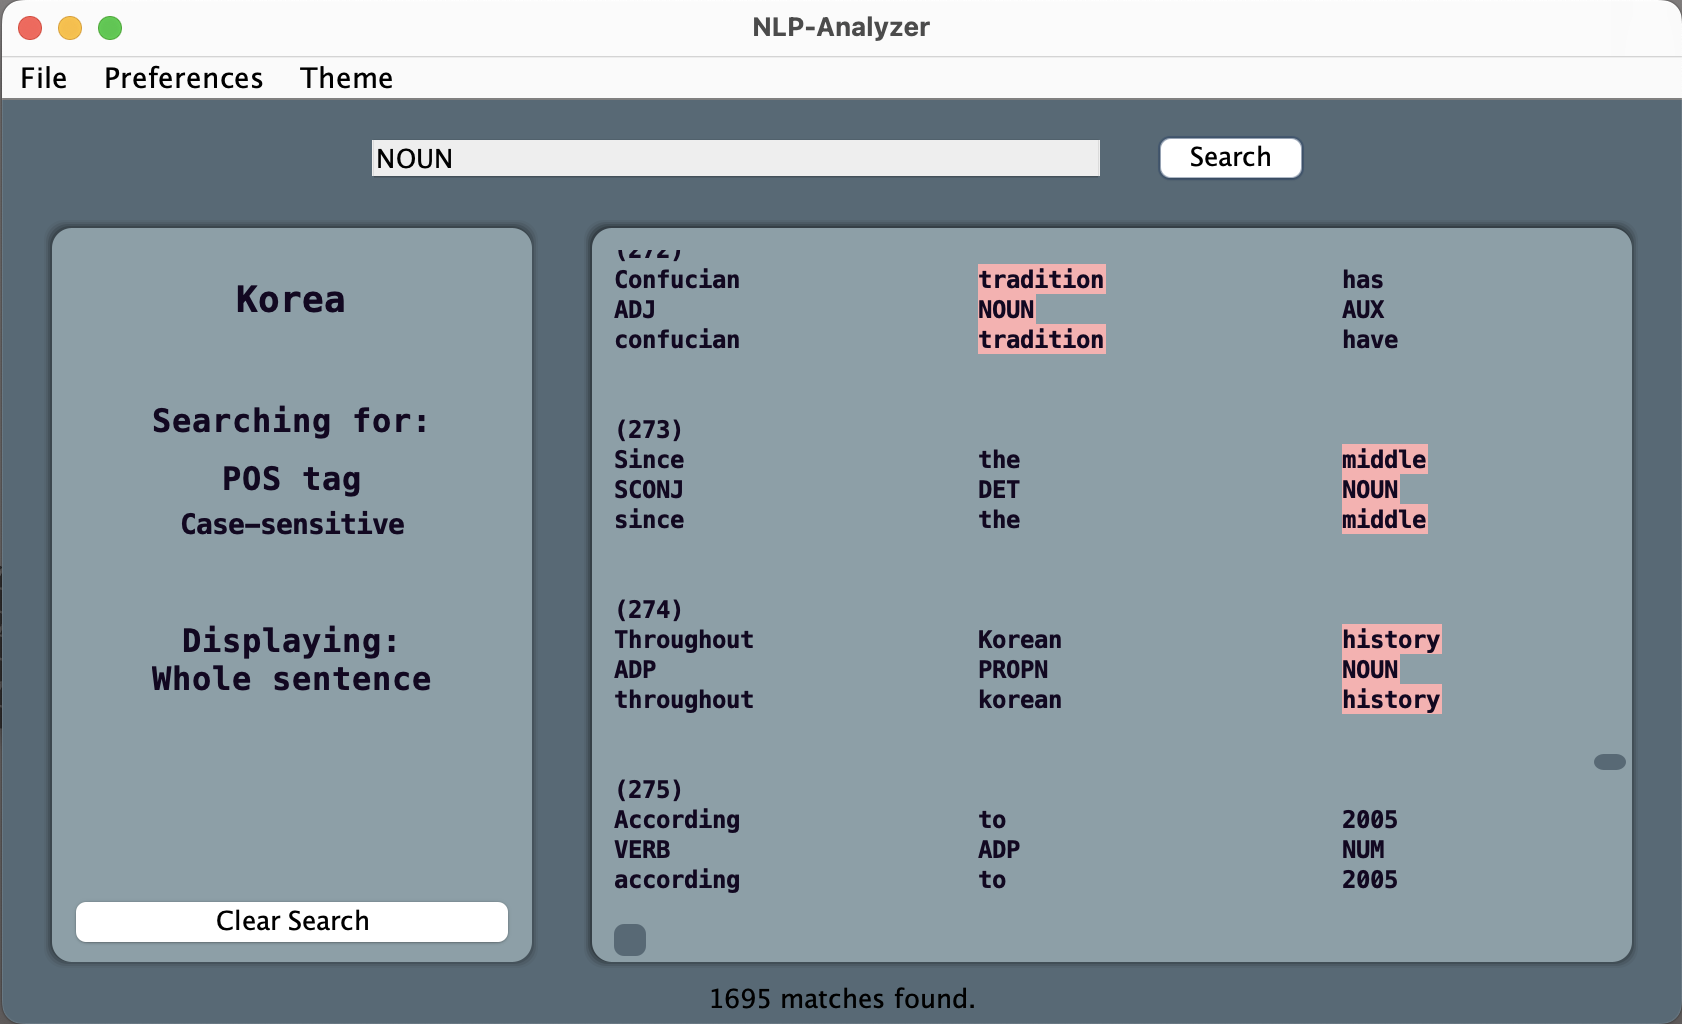 NLP-Analyzer
File Preferences Theme
NOUN Search
Korea
Searching for:
POS tag
Case-sensitive
Displaying:
Whole sentence
Clear Search
(272)
Confucian tradition has
ADJ NOUN AUX
confucian tradition have
(273)
Since the middle
SCONJ DET NOUN
since the middle
(274)
Throughout Korean history
ADP PROPN NOUN
throughout korean history
(275)
According to 2005
VERB ADP NUM
according to 2005
1695 matches found.